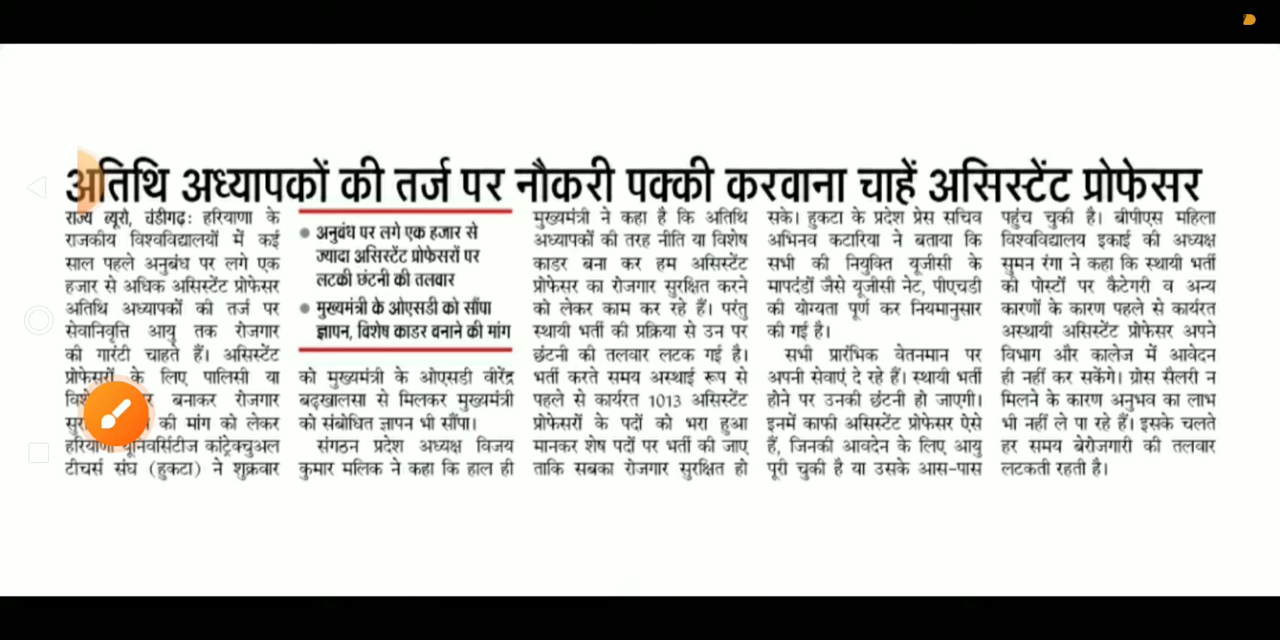 अतिथि अध्यापकों की तर्ज पर नौकरी पक्की करवाना चाहें असिस्टेंट प्रोफेसर
राज्य ब्यूरो, चंडीगढ़: हरियाणा के
राजकीय विश्वविद्यालयों में कई
साल पहले अनुबंध पर लगे एक
हजार से अधिक असिस्टेंट प्रोफेसर
अतिथि अध्यापकों की तर्ज पर
सेवानिवृत्ति आयु तक रोजगार
की गारंटी चाहते हैं। असिस्टेंट
प्रोफेसरों के लिए पालिसी या
बनाकर रोजगार
की मांग को लेकर
हरियाणा यूनिवर्सिटीज कांट्रेक्चुअल
टीचर्स संघ (हुकटा) ने शुक्रवार
अनुबंध पर लगे एक हजार से
ज्यादा असिस्टेंट प्रोफेसरों पर
लटकी छंटनी की तलवार
मुख्यमंत्री के ओएसडी को सौंपा
ज्ञापन, विशेष काडर बनाने की मांग
को मुख्यमंत्री के ओएसडी वीरेंद्र
बढ़खालसा से मिलकर मुख्यमंत्री
को संबोधित ज्ञापन भी सौंपा।
संगठन प्रदेश अध्यक्ष विजय
कुमार मलिक ने कहा कि हाल ही
मुख्यमंत्री ने कहा है कि अतिथि
अध्यापकों की तरह नीति या विशेष
काडर बना कर हम असिस्टेंट
प्रोफेसर का रोजगार सुरक्षित करने
को लेकर काम कर रहे हैं। परंतु
स्थायी भर्ती की प्रक्रिया से उन पर
छंटनी की तलवार लटक गई है।
भर्ती करते समय अस्थाई रूप से
पहले से कार्यरत 1013 असिस्टेंट
प्रोफेसरों के पदों को भरा हुआ
मानकर शेष पदों पर भर्ती की जाए
ताकि सबका रोजगार सुरक्षित हो
सके। हुकटा के प्रदेश प्रेस सचिव
अभिनव कटारिया ने बताया कि
सभी की नियुक्ति यूजीसी के
मापदंडों जैसे यूजीसी नेट, पीएचडी
की योग्यता पूर्ण कर नियमानुसार
की गई है।
सभी प्रारंभिक वेतनमान पर
अपनी सेवाएं दे रहे हैं। स्थायी भर्ती
होने पर उनकी छंटनी हो जाएगी।
इनमें काफी असिस्टेंट प्रोफेसर ऐसे
हैं, जिनकी आवदेन के लिए आयु
पूरी चुकी है या उसके आस-पास
पहुंच चुकी है। बीपीएस महिला
विश्वविद्यालय इकाई की अध्यक्ष
सुमन रंगा ने कहा कि स्थायी भर्ती
को पोस्टों पर कैटेगरी व अन्य
कारणों के कारण पहले से कार्यरत
अस्थायी असिस्टेंट प्रोफेसर अपने
विभाग और कालेज में आवेदन
ही नहीं कर सकेंगे। ग्रोस सैलरी न
मिलने के कारण अनुभव का लाभ
भी नहीं ले पा रहे हैं। इसके चलते
हर समय बेरोजगारी की तलवार
लटकती रहती है।